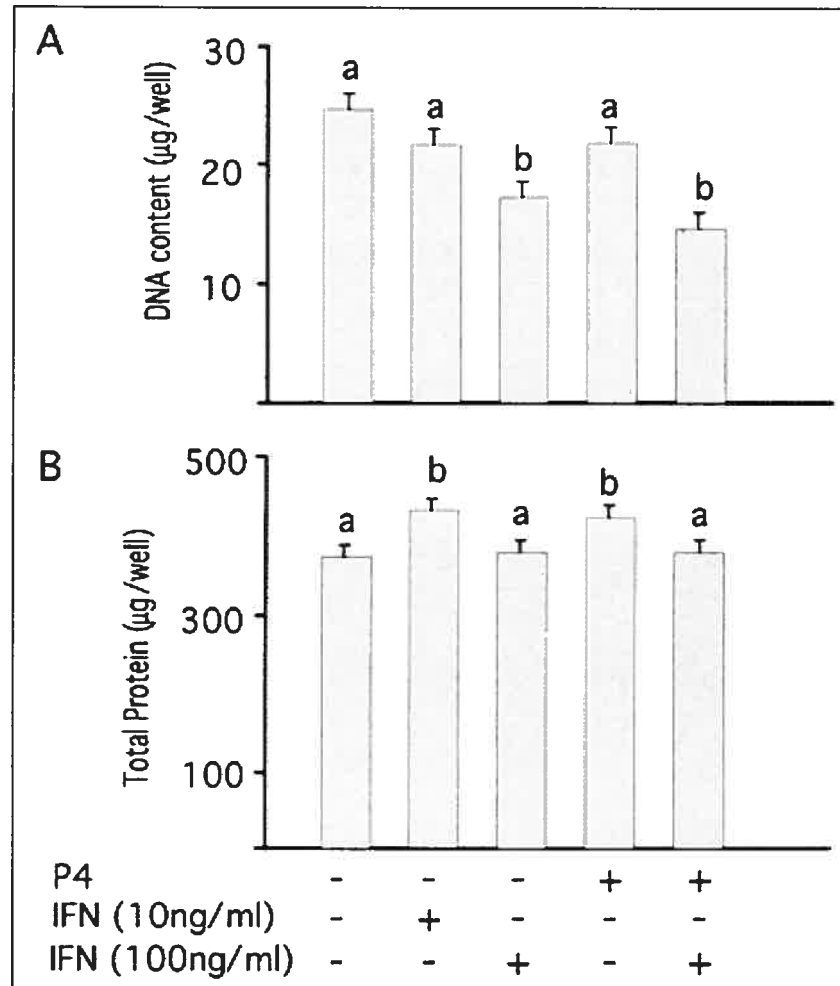 A
DNA content (µg/well)
30
20
10
a a b a b
B
Total Protein (µg/well)
500
300
100
a b a b a
P4 - - - + +
IFN (10ng/ml) - + - - -
IFN (100ng/ml) - - + - +